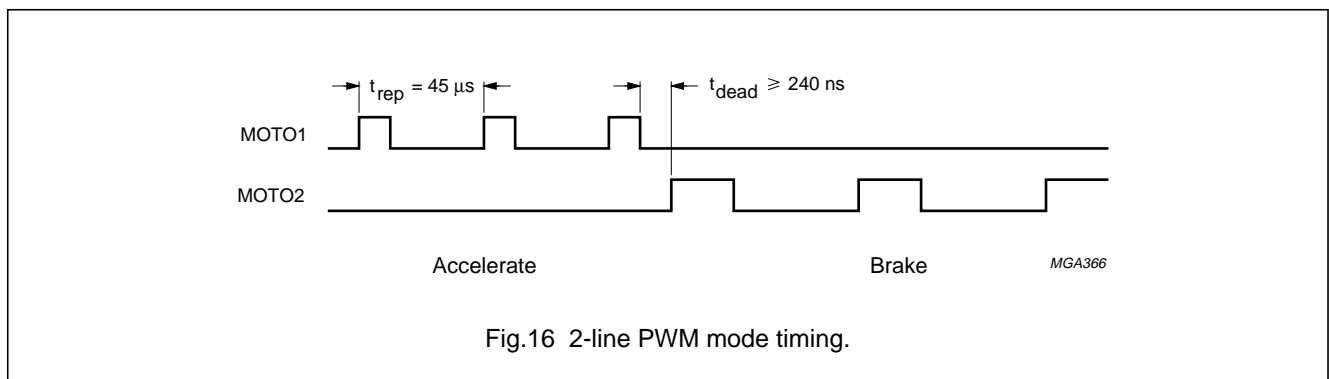 t_rep = 45 μs
t_dead ⩾ 240 ns
MOTO1
MOTO2
Accelerate
Brake
MGA366
Fig.16 2-line PWM mode timing.